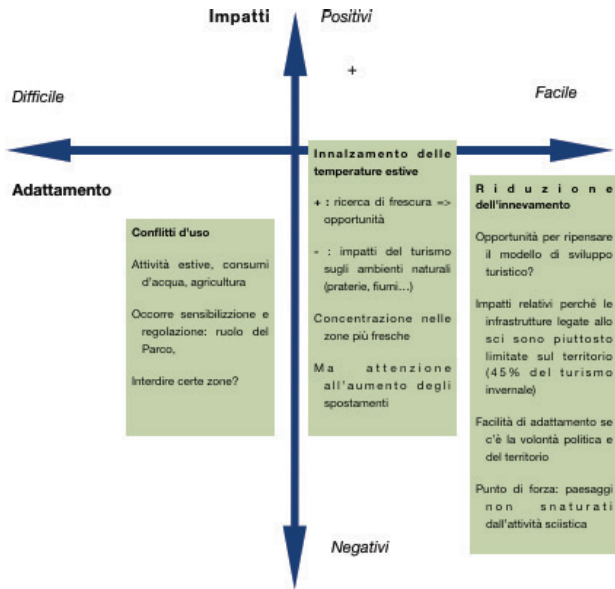 Impatti
Positivi
+
Difficile
Facile
Adattamento
Conflitti d'uso
Attività estive, consumi
d'acqua, agricoltura
Occorre sensibilizzione e
regolazione: ruolo del
Parco,
Interdire certe zone?
Innalzamento delle
temperature estive
+ : ricerca di frescura =>
opportunità
- : impatti del turismo
sugli ambienti naturali
(praterie, fiumi...)
Concentrazione nelle
zone più fresche
Ma attenzione
all'aumento degli
spostamenti
Riduzione
dell'innevamento
Opportunità per ripensare
il modello di sviluppo
turistico?
Impatti relativi perché le
infrastrutture legate allo
sci sono piuttosto
limitate sul territorio
(45% del turismo
invernale)
Facilità di adattamento se
c'è la volontà politica e
del territorio
Punto di forza: paesaggi
non snaturati
dall'attività sciistica
Negativi